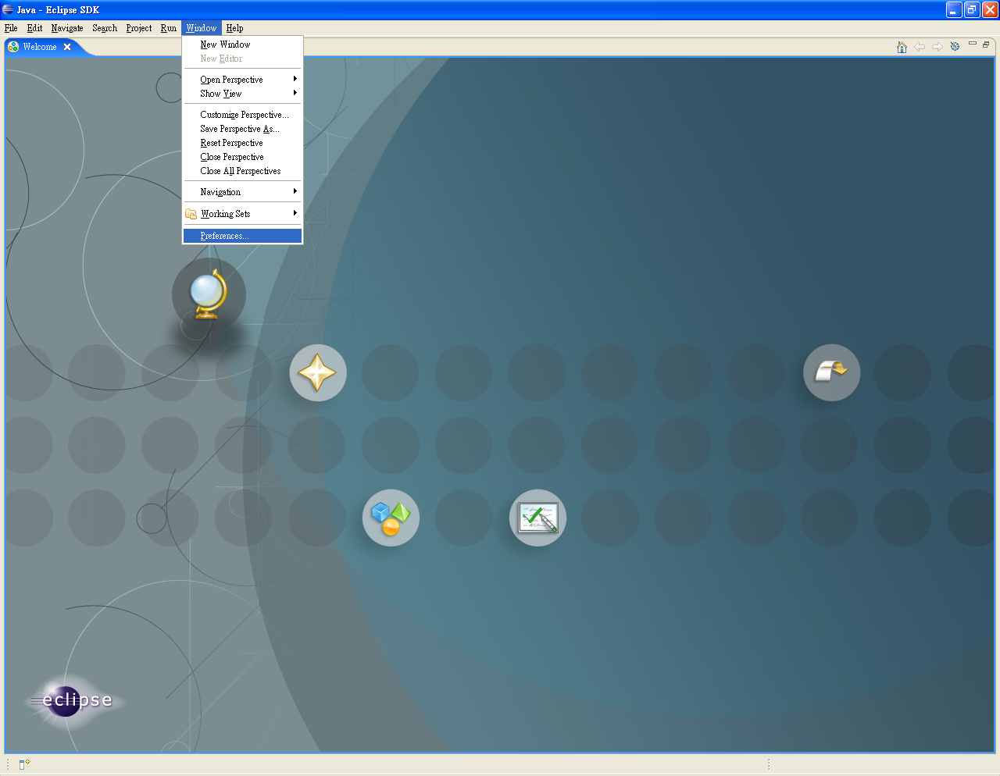 Java - Eclipse SDK
File Edit Navigate Search Project Run Window Help
Welcome
New Window
New Editor
Open Perspective
Show View
Customize Perspective...
Save Perspective As...
Reset Perspective
Close Perspective
Close All Perspectives
Navigation
Working Sets
Preferences...
eclipse